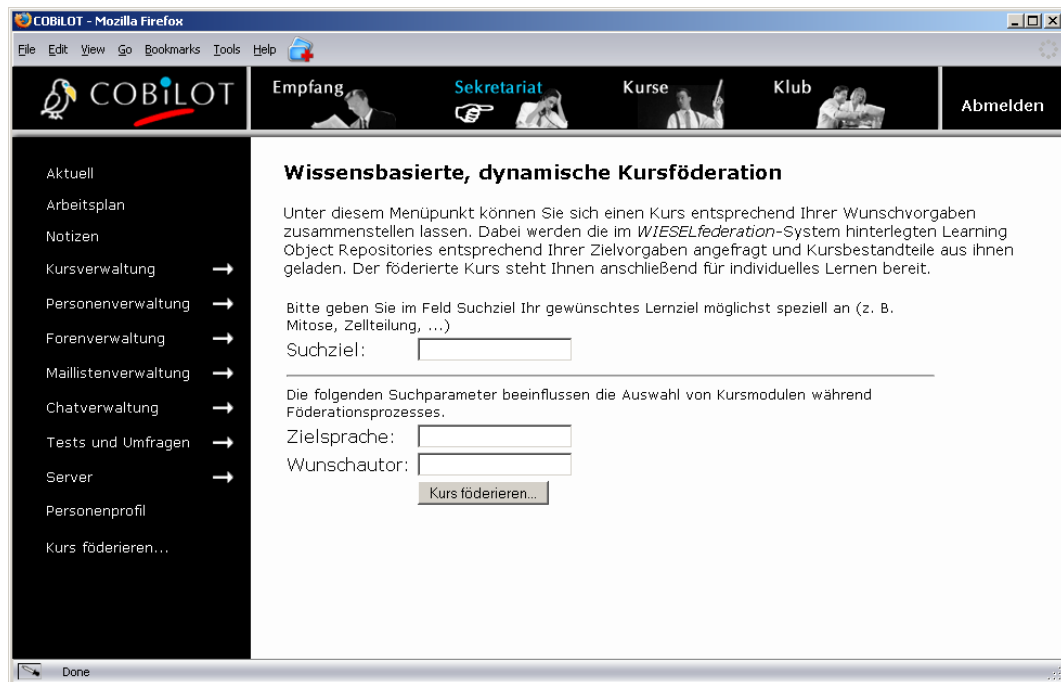 COBiLOT - Mozilla Firefox
File Edit View Go Bookmarks Tools Help
COBiLOT
Empfang
Sekretariat
Kurse
Klub
Abmelden
Aktuell
Arbeitsplan
Notizen
Kursverwaltung
Personenverwaltung
Forenverwaltung
Maillistenverwaltung
Chatverwaltung
Tests und Umfragen
Server
Personenprofil
Kurs föderieren...
Wissensbasierte, dynamische Kursföderation
Unter diesem Menüpunkt können Sie sich einen Kurs entsprechend Ihrer Wunschvorgaben
zusammenstellen lassen. Dabei werden die im WIESELfederation-System hinterlegten Learning
Object Repositories entsprechend Ihrer Zielvorgaben angefragt und Kursbestandteile aus ihnen
geladen. Der föderierte Kurs steht Ihnen anschließend für individuelles Lernen bereit.
Bitte geben Sie im Feld Suchziel Ihr gewünschtes Lernziel möglichst speziell an (z. B.
Mitose, Zellteilung, ...)
Suchziel:
Die folgenden Suchparameter beeinflussen die Auswahl von Kursmodulen während
Föderationsprozesses.
Zielsprache:
Wunschautor:
Kurs föderieren...
Done